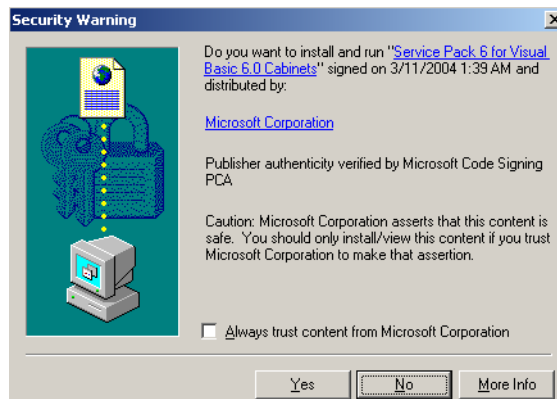 Security Warning
Do you want to install and run "Service Pack 6 for Visual
Basic 6.0 Cabinets" signed on 3/11/2004 1:39 AM and
distributed by:
Microsoft Corporation
Publisher authenticity verified by Microsoft Code Signing
PCA
Caution: Microsoft Corporation asserts that this content is
safe. You should only install/view this content if you trust
Microsoft Corporation to make that assertion.
Always trust content from Microsoft Corporation
Yes No More Info